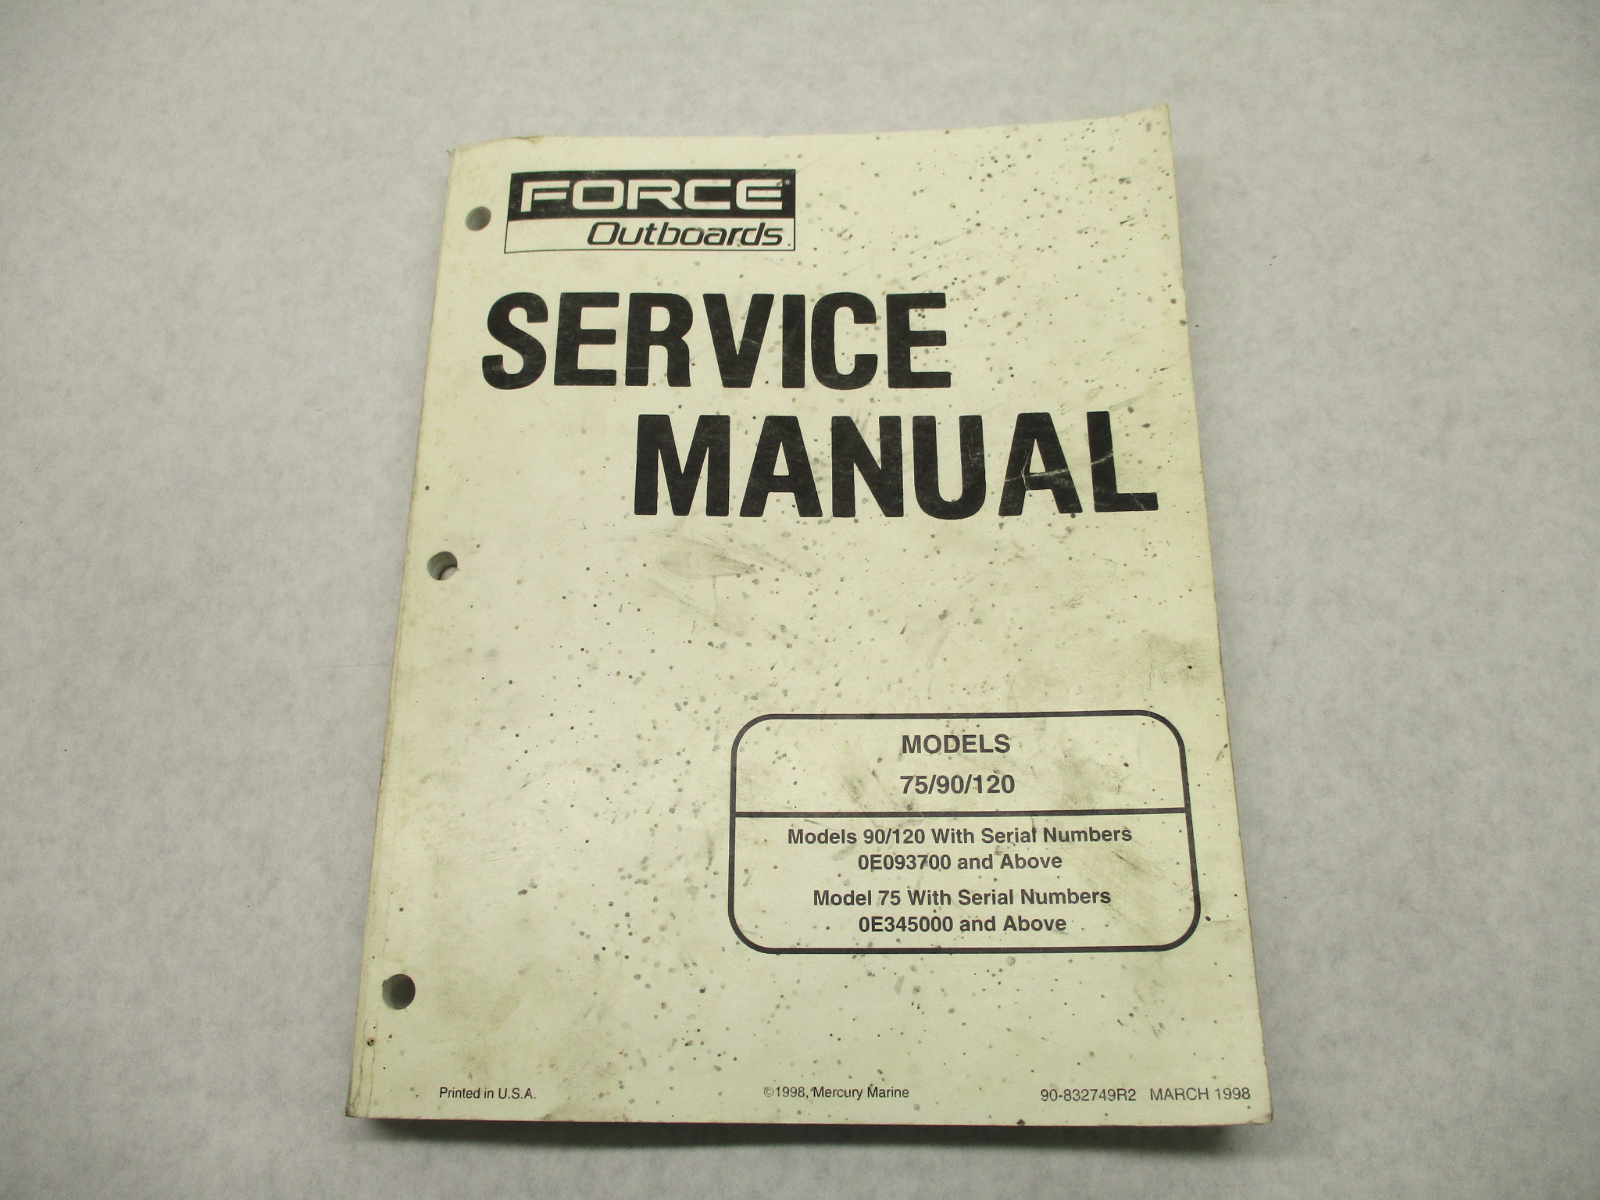 FORCE®
Outboards
SERVICE
MANUAL
MODELS
75/90/120
Models 90/120 With Serial Numbers
0E093700 and Above
Model 75 With Serial Numbers
0E345000 and Above
Printed in U.S.A.
©1998, Mercury Marine
90-832749R2 MARCH 1998